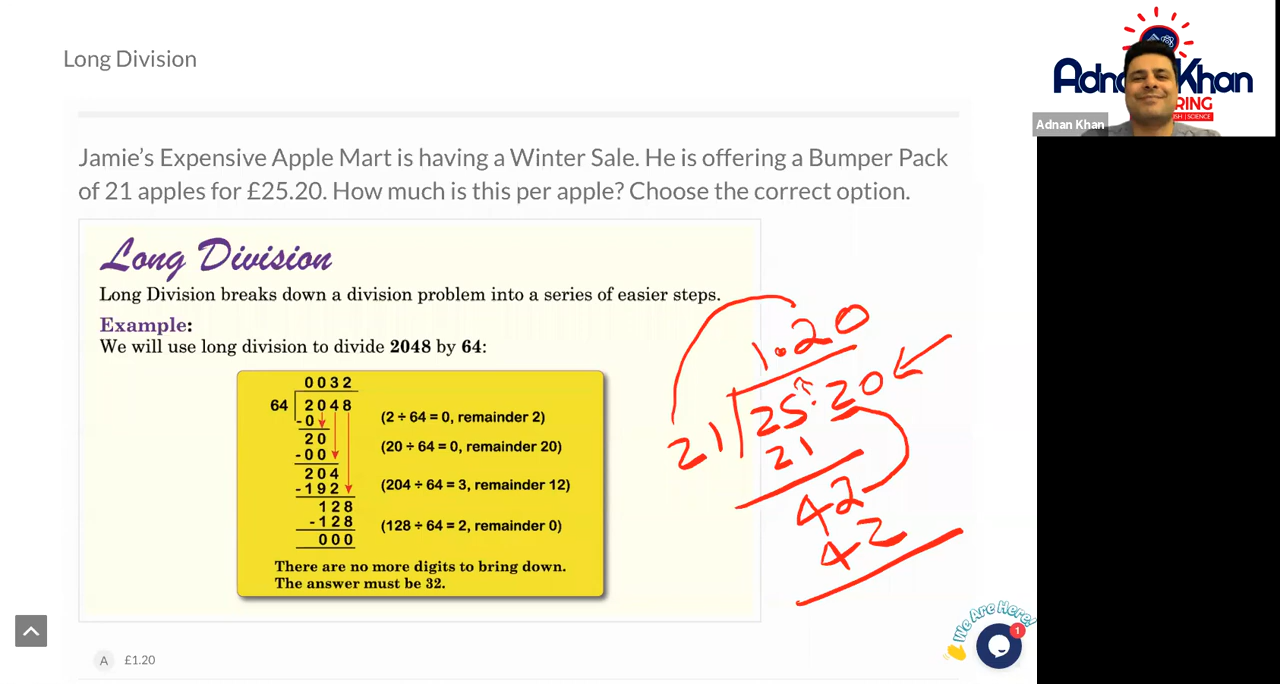 Long Division
Jamie's Expensive Apple Mart is having a Winter Sale. He is offering a Bumper Pack
of 21 apples for £25.20. How much is this per apple? Choose the correct option.
Long Division
Long Division breaks down a division problem into a series of easier steps.
Example:
We will use long division to divide 2048 by 64:
0032
64 2048
-0
20
-00
204
-192
128
-128
000
(2 ÷ 64 = 0, remainder 2)
(20 ÷ 64 = 0, remainder 20)
(204 ÷ 64 = 3, remainder 12)
(128 ÷ 64 = 2, remainder 0)
There are no more digits to bring down.
The answer must be 32.
1.20
21 25.20
21
42
42
A £1.20
We Are Here!
1
Khan
Adnan Khan